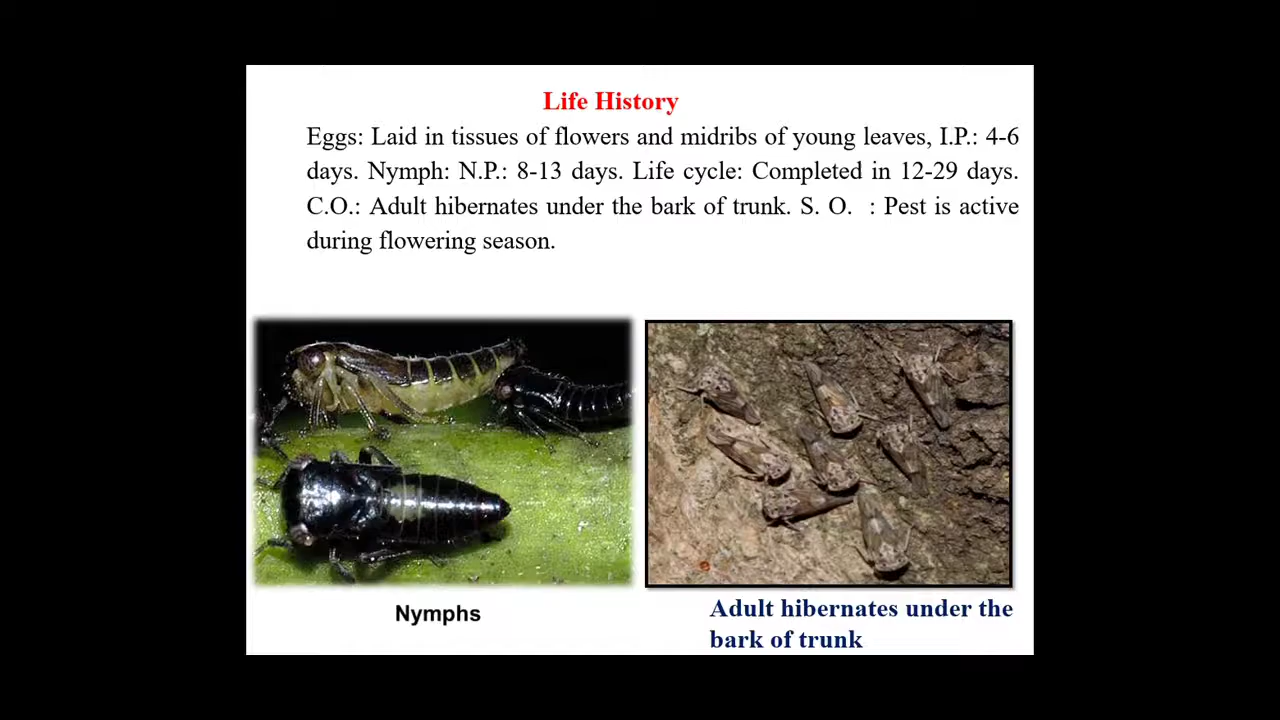 Life History
Eggs: Laid in tissues of flowers and midribs of young leaves, I.P.: 4-6
days. Nymph: N.P.: 8-13 days. Life cycle: Completed in 12-29 days.
C.O.: Adult hibernates under the bark of trunk. S. O. : Pest is active
during flowering season.
Nymphs
Adult hibernates under the
bark of trunk